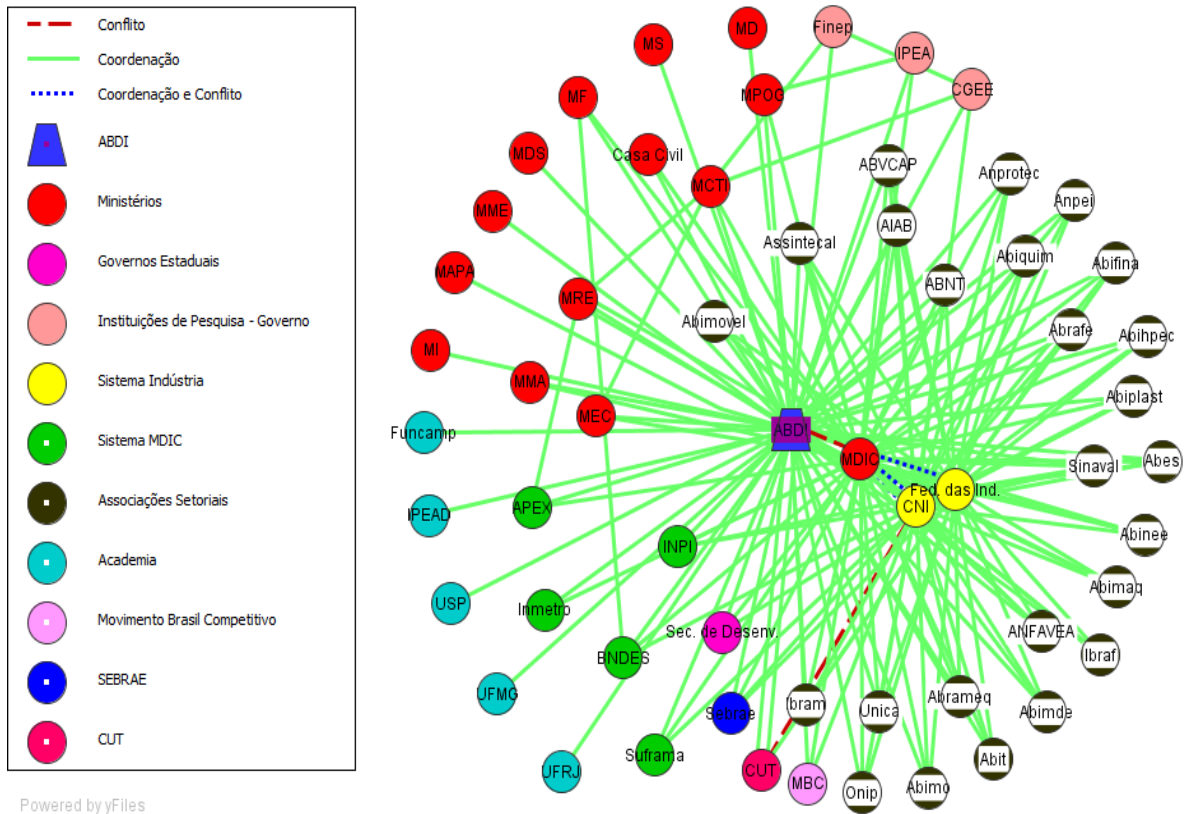 Conflito
Coordenação
Coordenação e Conflito
ABDI
Ministérios
Governos Estaduais
Instituições de Pesquisa - Governo
Sistema Indústria
Sistema MDIC
Associações Setoriais
Academia
Movimento Brasil Competitivo
SEBRAE
CUT
Powered by yFiles
MD
Finep
MS
IPEA
CGEE
MF
MPOG
MDS
Casa Civil
MCTI
ABVCAP
Anprotec
Anpei
MME
AIAB
Assintecal
Abiquim
Abifina
MAPA
ABNT
MRE
Abimovel
Abrafe
Abihpec
MI
MMA
Abiplast
MEC
Funcamp
ABDI
MDIC
Sinaval
Abes
Fed. das Ind.
CNI
IPEAD
APEX
Abinee
INPI
Abimaq
USP
Inmetro
ANFAVEA
Sec. de Desenv.
Ibraf
BNDES
UFMG
Abrameq
Ibram
Unica
Abimde
Sebrae
Suframa
Abit
UFRJ
CUT
MBC
Onip
Abimo